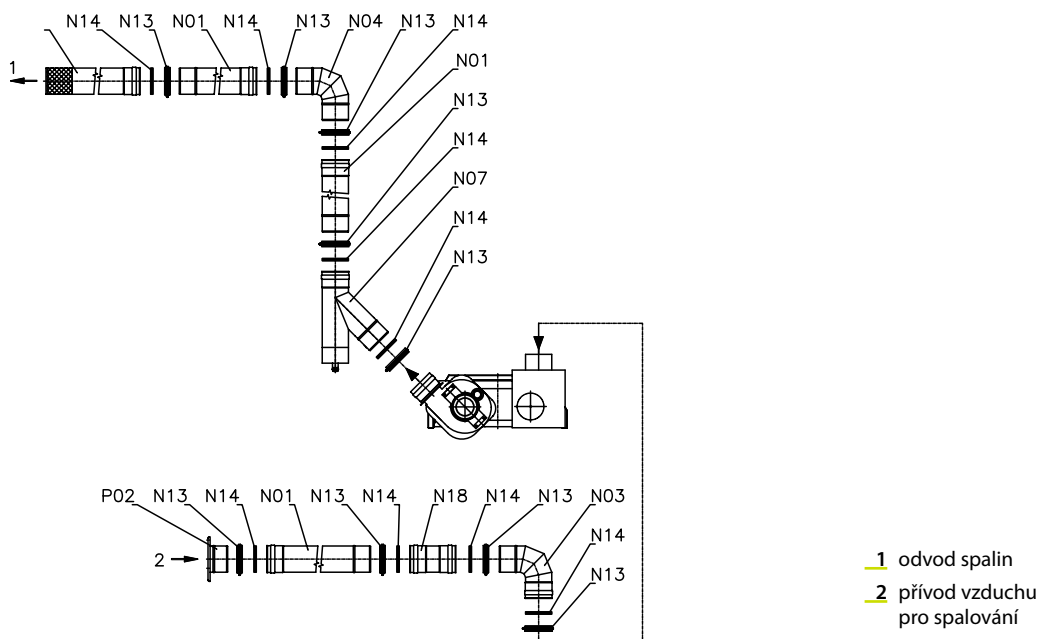 N14 N13 N01 N14 N13 N04 N13 N14
1
N01
N13
N14
N07
N14
N13
P02 N13 N14 N01 N13 N14 N18 N14 N13 N03
2
N14
N13
1 odvod spalin
2 přívod vzduchu
pro spalování